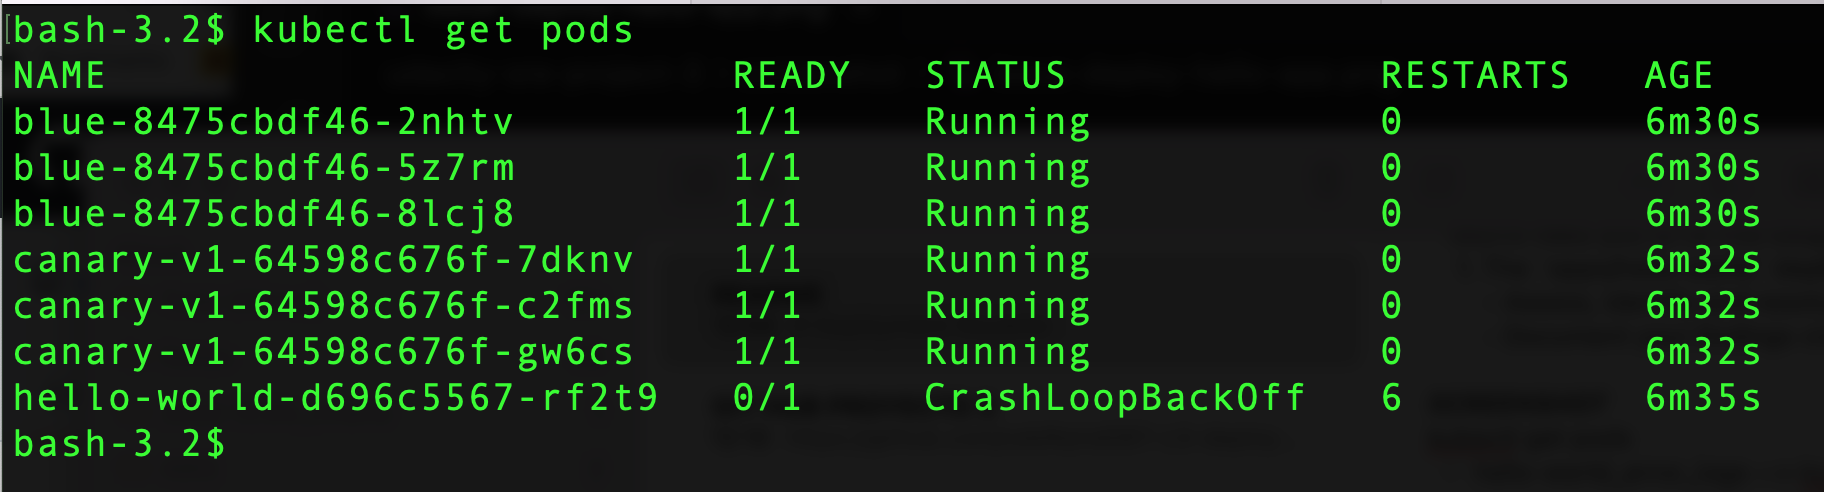 bash-3.2$ kubectl get pods
NAME READY STATUS RESTARTS AGE
blue-8475cbdf46-2nhtv 1/1 Running 0 6m30s
blue-8475cbdf46-5z7rm 1/1 Running 0 6m30s
blue-8475cbdf46-8lcj8 1/1 Running 0 6m30s
canary-v1-64598c676f-7dknv 1/1 Running 0 6m32s
canary-v1-64598c676f-c2fms 1/1 Running 0 6m32s
canary-v1-64598c676f-gw6cs 1/1 Running 0 6m32s
hello-world-d696c5567-rf2t9 0/1 CrashLoopBackOff 6 6m35s
bash-3.2$